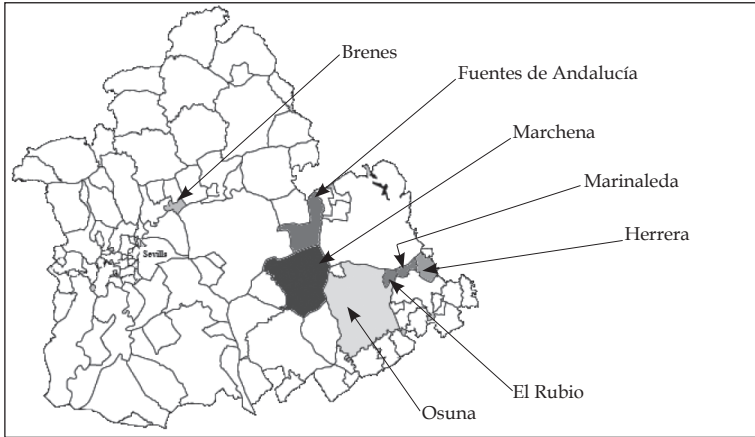 Brenes
Fuentes de Andalucía
Marchena
Marinaleda
Herrera
Sevilla
El Rubio
Osuna